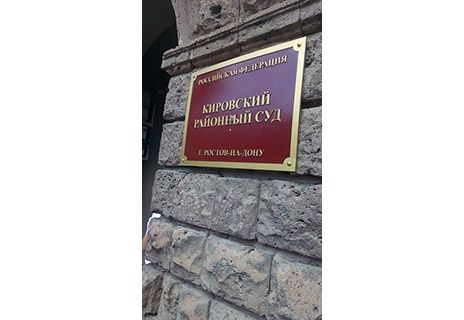 РОССИЙСКАЯ ФЕДЕРАЦИЯ
КИРОВСКИЙ
РАЙОННЫЙ СУД
Г. РОСТОВ-НА-ДОНУ